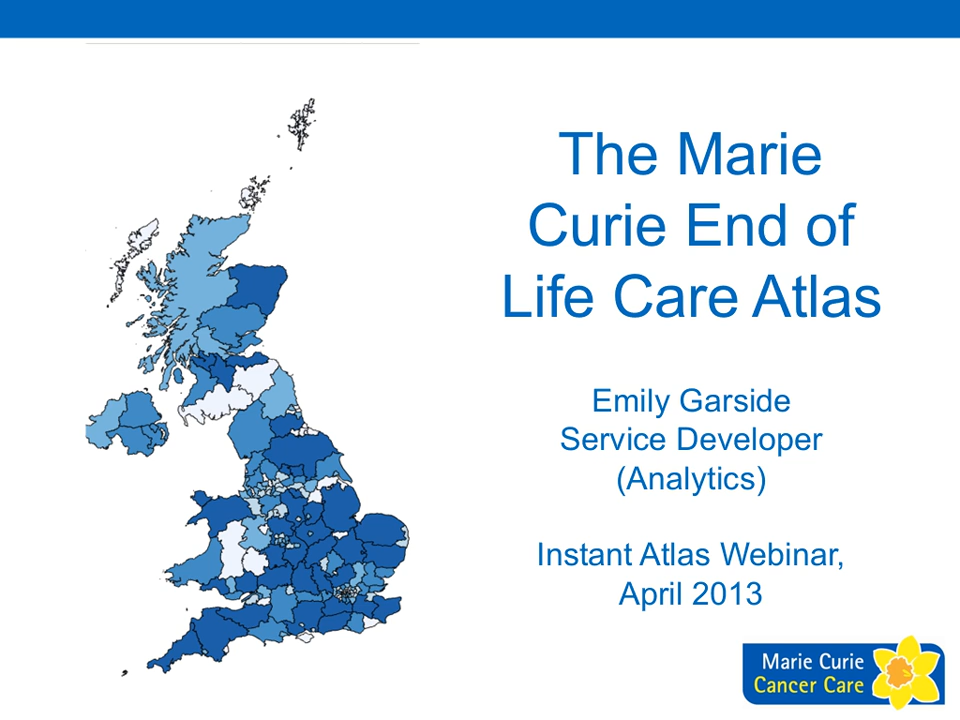 The Marie
Curie End of
Life Care Atlas
Emily Garside
Service Developer
(Analytics)
Instant Atlas Webinar,
April 2013
Marie Curie
Cancer Care